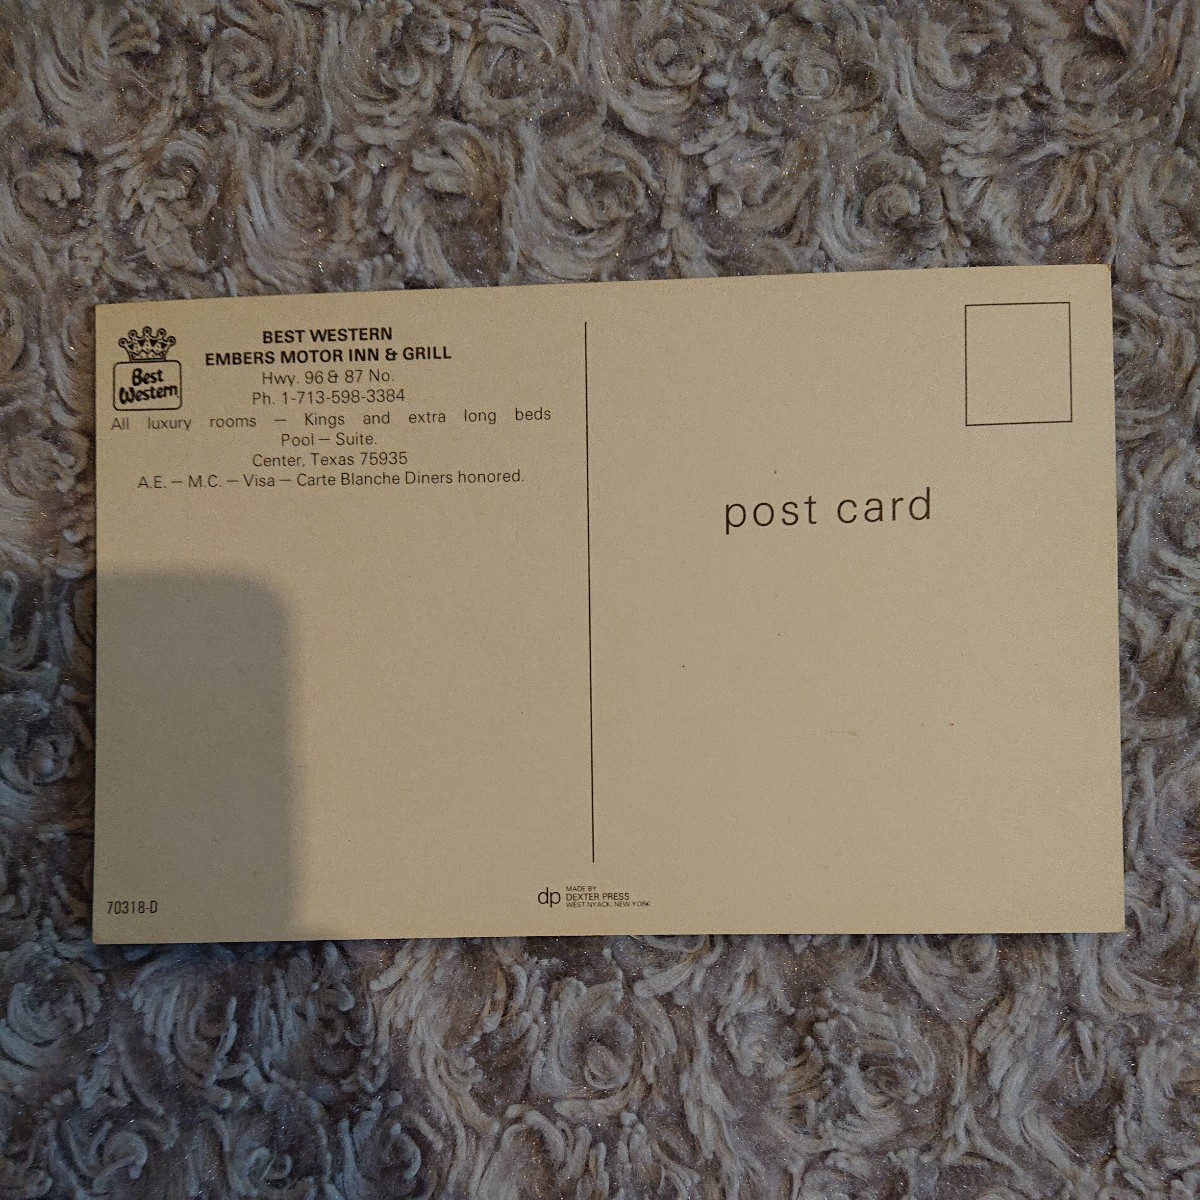 Best
Western
BEST WESTERN
EMBERS MOTOR INN & GRILL
Hwy. 96 & 87 No.
Ph. 1-713-598-3384
All luxury rooms — Kings and extra long beds
Pool — Suite.
Center, Texas 75935
A.E. — M.C. — Visa — Carte Blanche Diners honored.
post card
70318-D
dp
MADE BY
DEXTER PRESS
WEST NYACK, NEW YORK